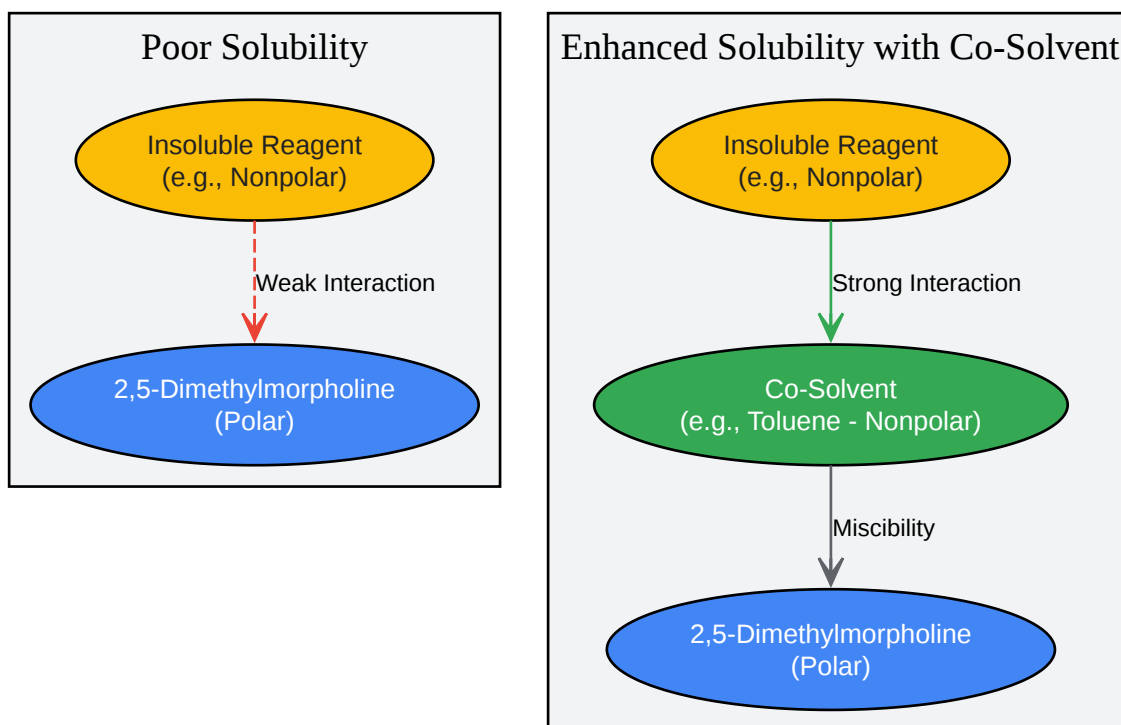 Poor Solubility
Insoluble Reagent
(e.g., Nonpolar)
Weak Interaction
2,5-Dimethylmorpholine
(Polar)
Enhanced Solubility with Co-Solvent
Insoluble Reagent
(e.g., Nonpolar)
Strong Interaction
Co-Solvent
(e.g., Toluene - Nonpolar)
Miscibility
2,5-Dimethylmorpholine
(Polar)